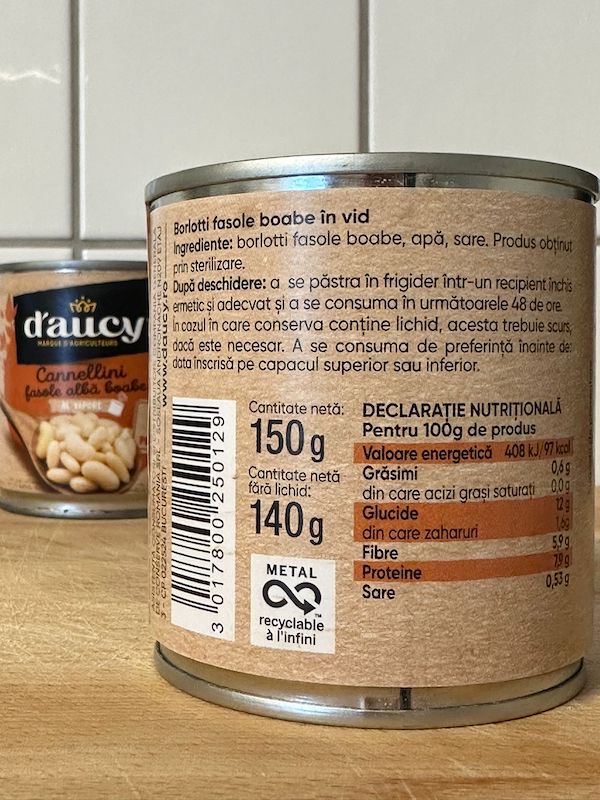 Borlotti fasole boabe în vid
Ingrediente: borlotti fasole boabe, apă, sare. Produs obținut
prin sterilizare.
După deschidere: a se păstra în frigider într-un recipient închis
ermetic și adecvat și a se consuma în următoarele 48 de ore.
În cazul în care conserva conține lichid, acesta trebuie scurs,
dacă este necesar. A se consuma de preferință înainte de:
data înscrisă pe capacul superior sau inferior.
www.daucy.ro
3 017800 250129
Cantitate netă:
150 g
Cantitate netă
fără lichid:
140 g
METAL
recyclable
à l'infini
DECLARAȚIE NUTRIȚIONALĂ
Pentru 100g de produs
Valoare energetică 408 kJ/97 kcal
Grăsimi 0,6 g
din care acizi grași saturați 0,0 g
Glucide 12 g
din care zaharuri 1,6g
Fibre 5,9 g
Proteine 7,9 g
Sare 0,53 g
d'aucy
MARQUE D'AGRICULTEURS
Cannellini
fasole albă boabe
AL VAPORE